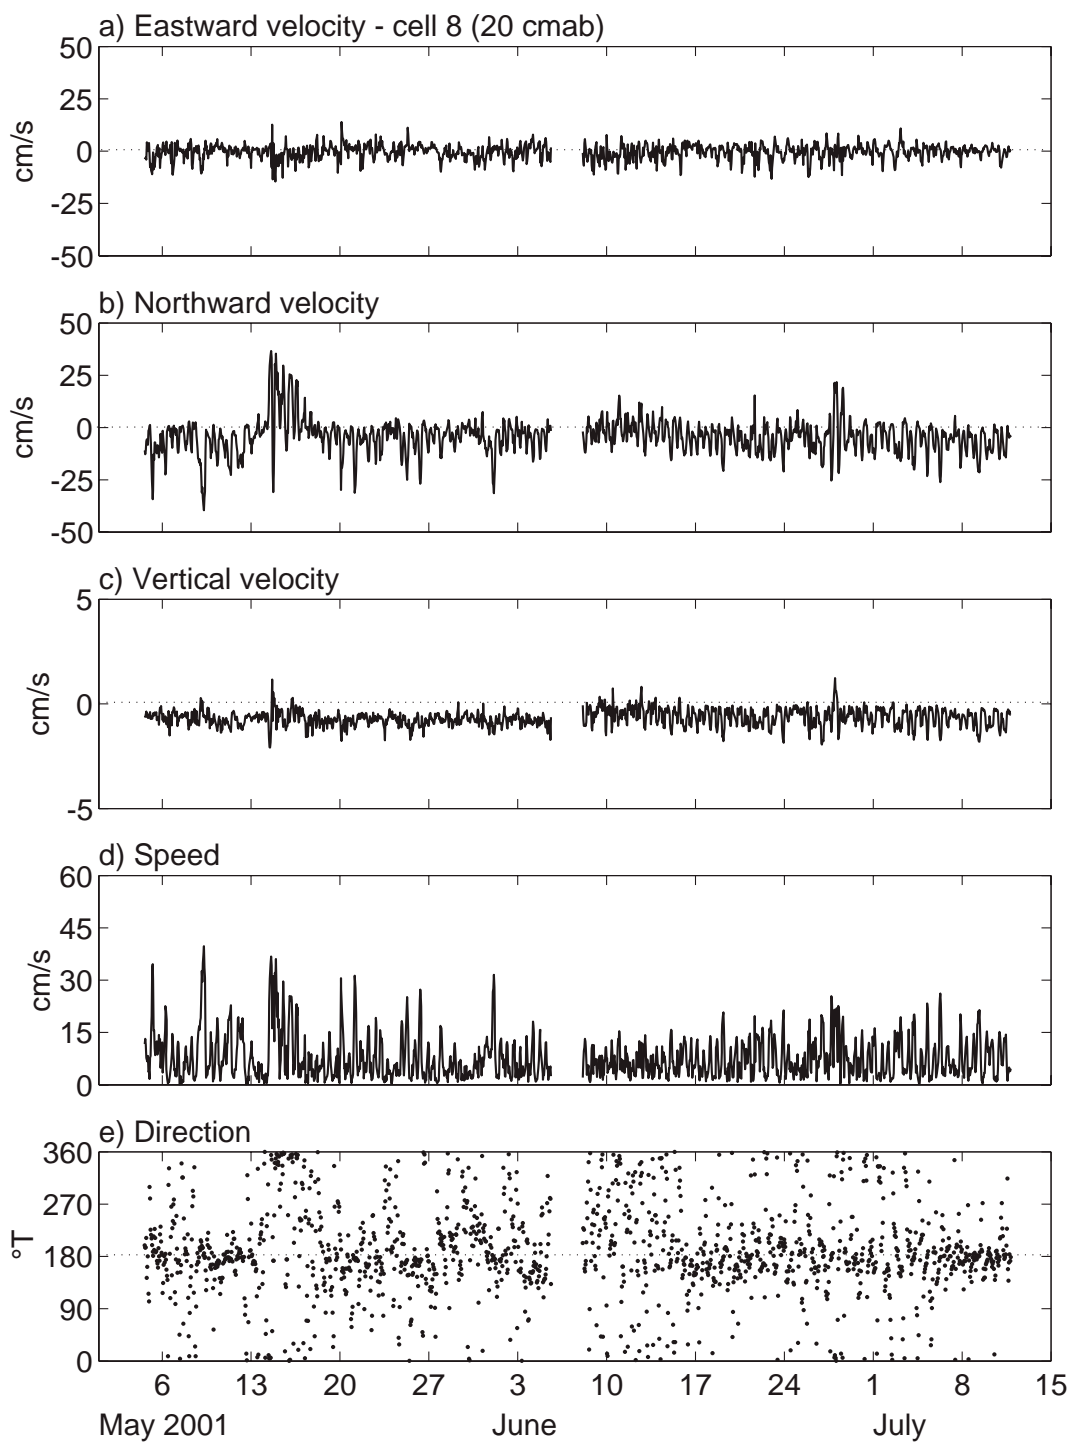 a) Eastward velocity - cell 8 (20 cmab)
50
25
0
-25
-50
cm/s
b) Northward velocity
50
25
0
-25
-50
cm/s
c) Vertical velocity
5
0
-5
cm/s
d) Speed
60
45
30
15
0
cm/s
e) Direction
360
270
180
90
0
°T
6 13 20 27 3 10 17 24 1 8 15
May 2001 June July